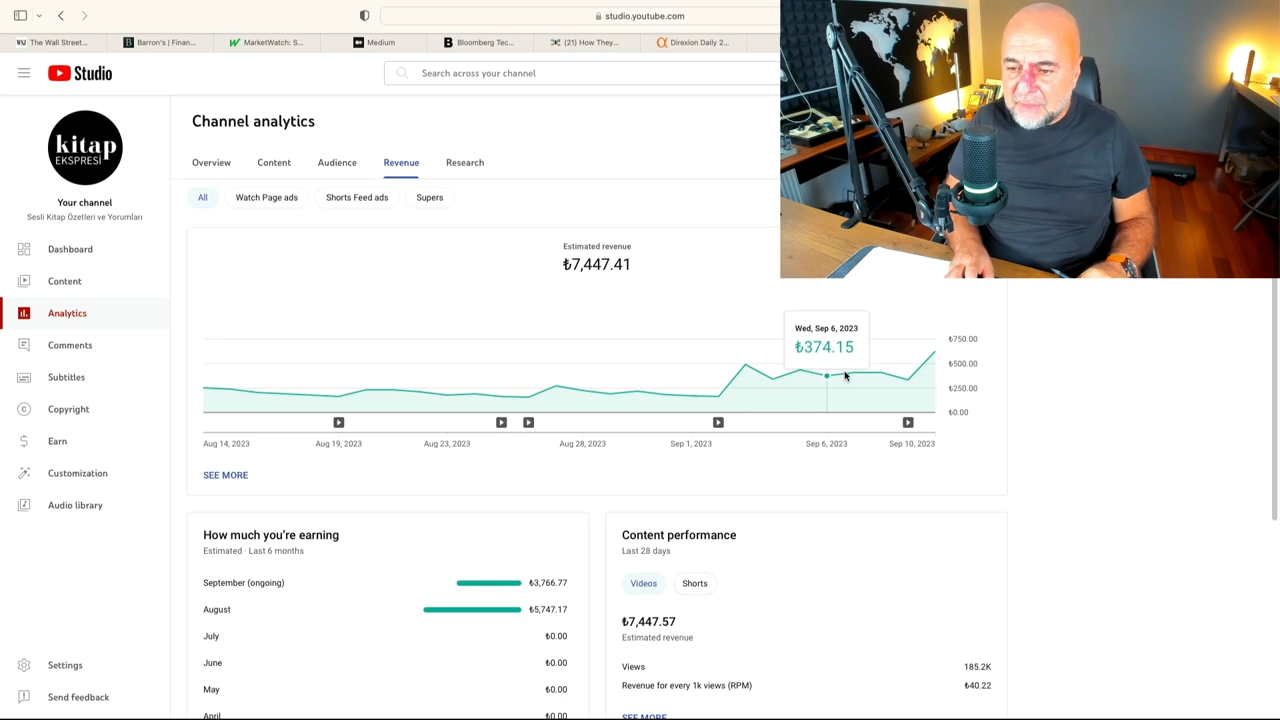 studio.youtube.com
WSJ The Wall Street...
B Barron's | Finan...
MarketWatch: S...
Medium
B Bloomberg Tec...
(21) How They...
α Direxion Daily 2...
Studio
Search across your channel
kitap
EKSPRESİ
Your channel
Sesli Kitap Özetleri ve Yorumları
Dashboard
Content
Analytics
Comments
Subtitles
Copyright
Earn
Customization
Audio library
Settings
Send feedback
Channel analytics
Overview
Content
Audience
Revenue
Research
All
Watch Page ads
Shorts Feed ads
Supers
Estimated revenue
₺7,447.41
Wed, Sep 6, 2023
₺374.15
₺750.00
₺500.00
₺250.00
₺0.00
Aug 14, 2023
Aug 19, 2023
Aug 23, 2023
Aug 28, 2023
Sep 1, 2023
Sep 6, 2023
Sep 10, 2023
SEE MORE
How much you're earning
Estimated · Last 6 months
September (ongoing) ₺3,766.77
August ₺5,747.17
July ₺0.00
June ₺0.00
May ₺0.00
April ₺0.00
Content performance
Last 28 days
Videos
Shorts
₺7,447.57
Estimated revenue
Views 185.2K
Revenue for every 1k views (RPM) ₺40.22
SEE MORE